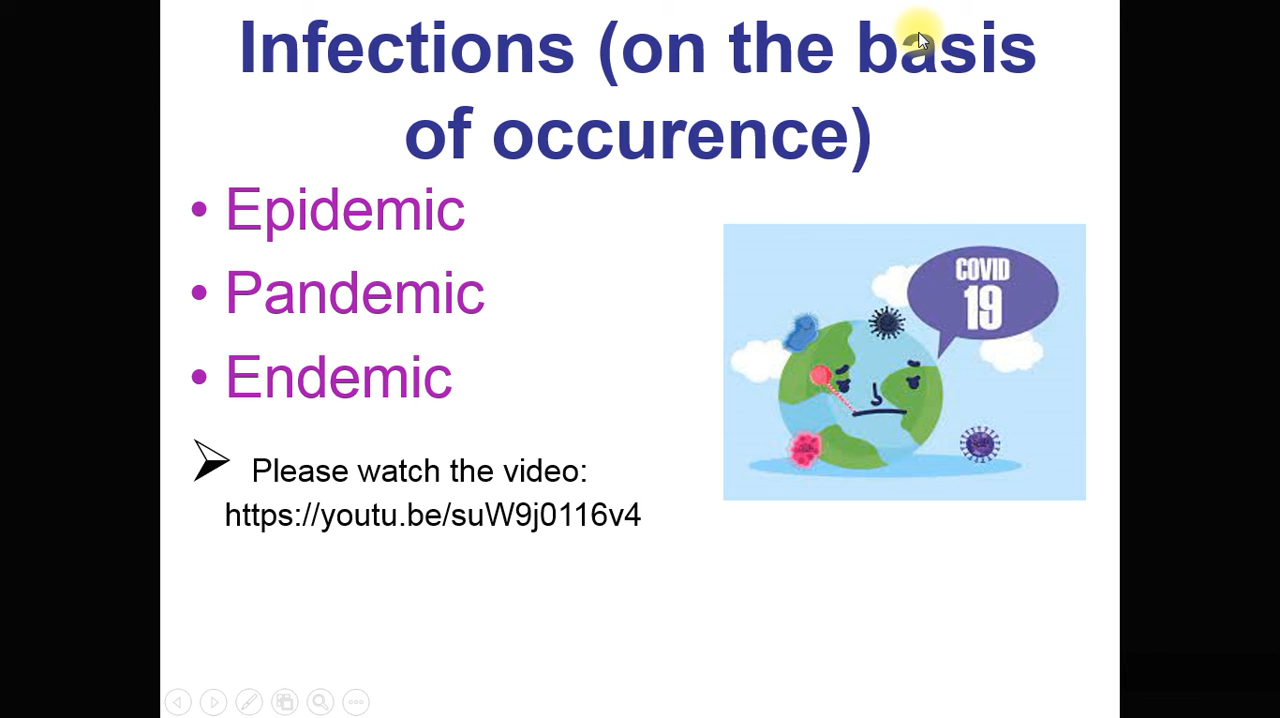 Infections (on the basis
of occurence)
• Epidemic
• Pandemic
• Endemic
➢ Please watch the video:
https://youtu.be/suW9j0116v4
COVID
19